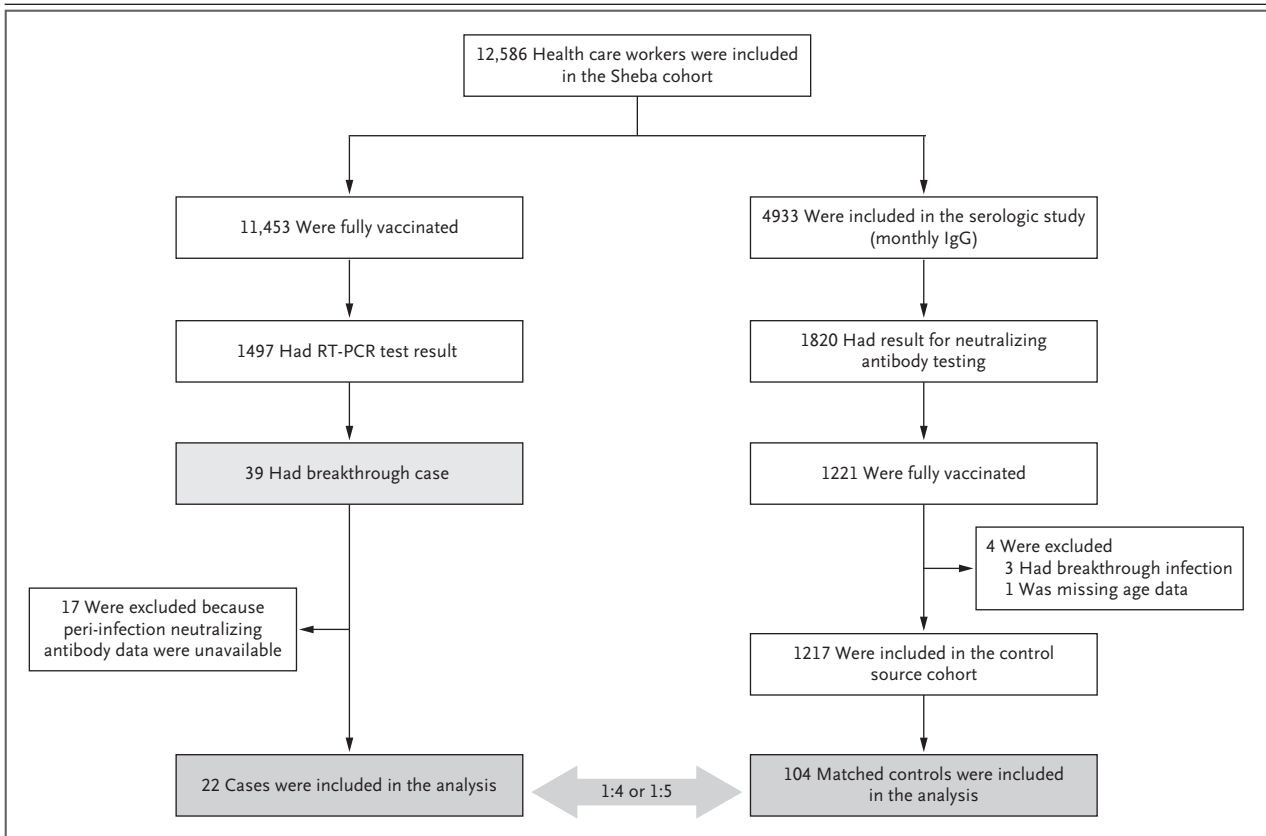 12,586 Health care workers were included
in the Sheba cohort
11,453 Were fully vaccinated
4933 Were included in the serologic study
(monthly IgG)
1497 Had RT-PCR test result
1820 Had result for neutralizing
antibody testing
39 Had breakthrough case
1221 Were fully vaccinated
4 Were excluded
3 Had breakthrough infection
1 Was missing age data
17 Were excluded because
peri-infection neutralizing
antibody data were unavailable
1217 Were included in the control
source cohort
22 Cases were included in the analysis
1:4 or 1:5
104 Matched controls were included
in the analysis